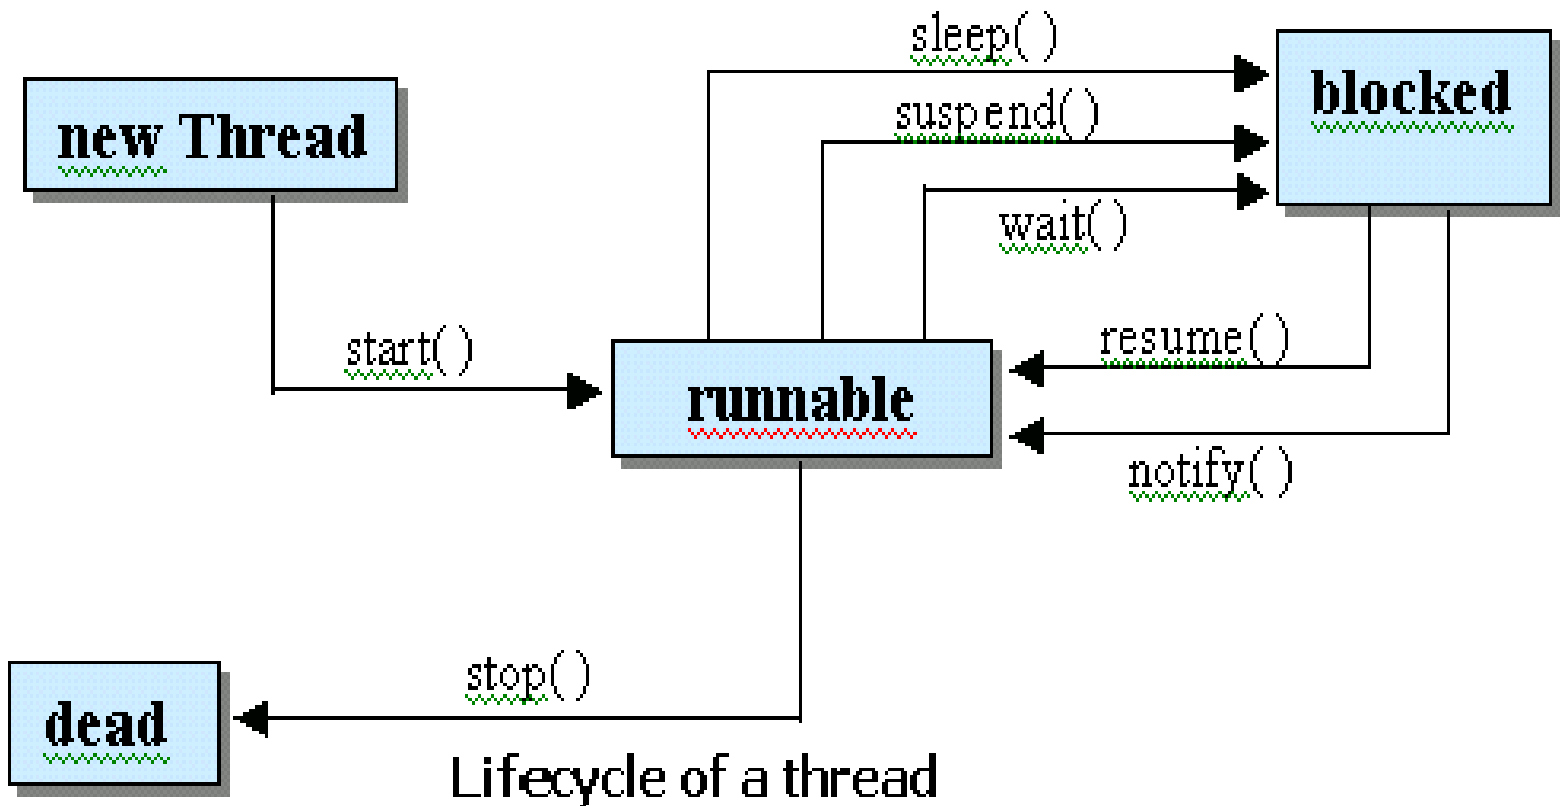 sleep( )
blocked
new Thread
suspend( )
wait( )
start( )
resume( )
runnable
notify( )
stop( )
dead
Lifecycle of a thread